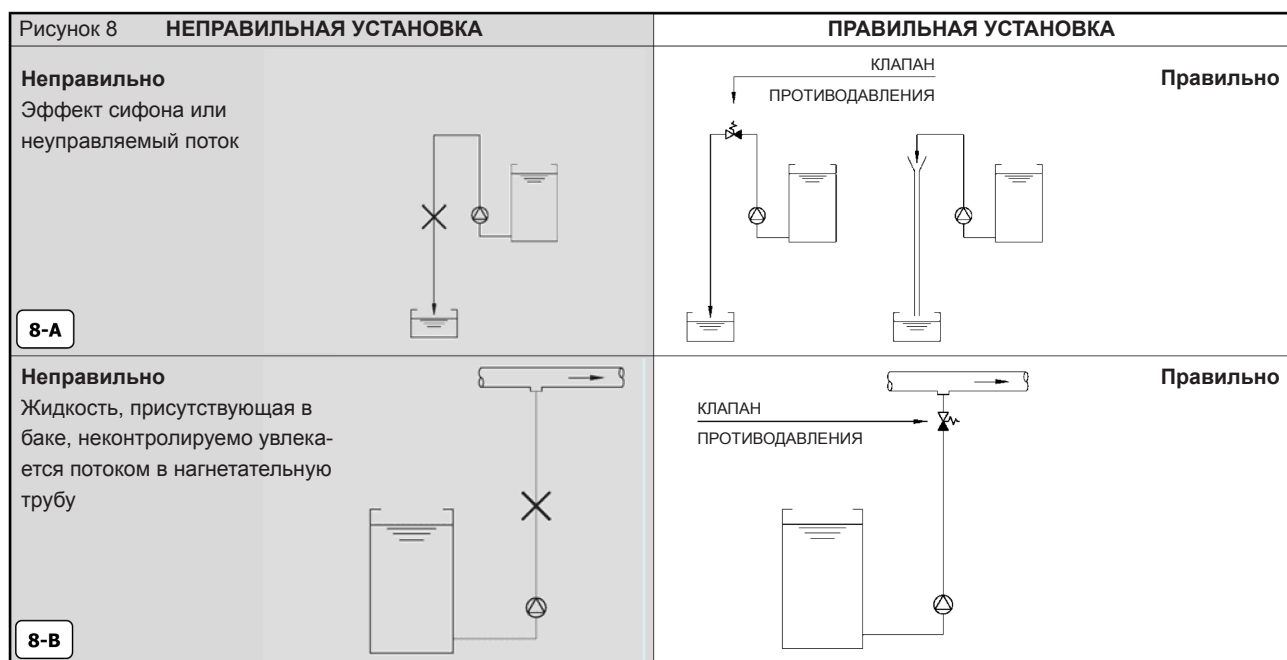 Рисунок 8 НЕПРАВИЛЬНАЯ УСТАНОВКА
ПРАВИЛЬНАЯ УСТАНОВКА
Неправильно
Эффект сифона или
неуправляемый поток
8-A
КЛАПАН
ПРОТИВОДАВЛЕНИЯ
Правильно
Неправильно
Жидкость, присутствующая в
баке, неконтролируемо увлека-
ется потоком в нагнетательную
трубу
8-B
КЛАПАН
ПРОТИВОДАВЛЕНИЯ
Правильно